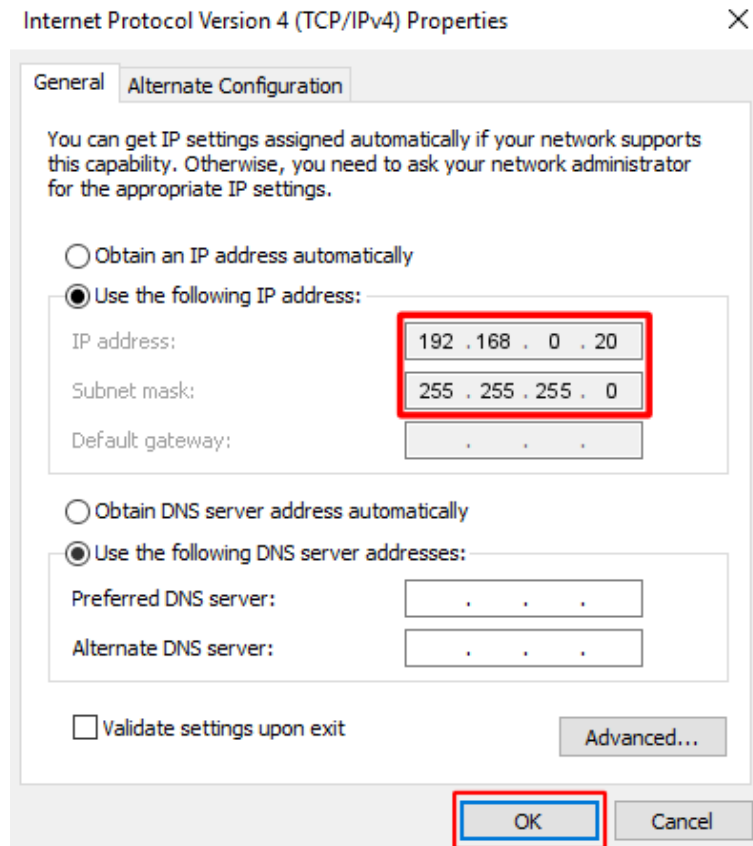 Internet Protocol Version 4 (TCP/IPv4) Properties
General
Alternate Configuration
You can get IP settings assigned automatically if your network supports
this capability. Otherwise, you need to ask your network administrator
for the appropriate IP settings.
Obtain an IP address automatically
Use the following IP address:
IP address: 192 . 168 . 0 . 20
Subnet mask: 255 . 255 . 255 . 0
Default gateway: . . .
Obtain DNS server address automatically
Use the following DNS server addresses:
Preferred DNS server: . . .
Alternate DNS server: . . .
Validate settings upon exit
Advanced...
OK
Cancel